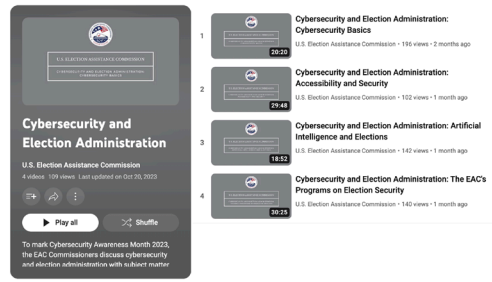 U.S. ELECTION ASSISTANCE COMMISSION
CYBERSECURITY AND ELECTION ADMINISTRATION:
CYBERSECURITY BASICS
Cybersecurity and
Election Administration
U.S. Election Assistance Commission
4 videos 109 views Last updated on Oct 20, 2023
Play all
Shuffle
To mark Cybersecurity Awareness Month 2023,
the EAC Commissioners discuss cybersecurity
and election administration with subject matter
1
20:20
Cybersecurity and Election Administration:
Cybersecurity Basics
U.S. Election Assistance Commission • 195 views • 2 months ago
2
29:48
Cybersecurity and Election Administration:
Accessibility and Security
U.S. Election Assistance Commission • 102 views • 1 month ago
3
18:52
Cybersecurity and Election Administration: Artificial
Intelligence and Elections
U.S. Election Assistance Commission • 142 views • 1 month ago
4
30:25
Cybersecurity and Election Administration: The EAC's
Programs on Election Security
U.S. Election Assistance Commission • 140 views • 1 month ago